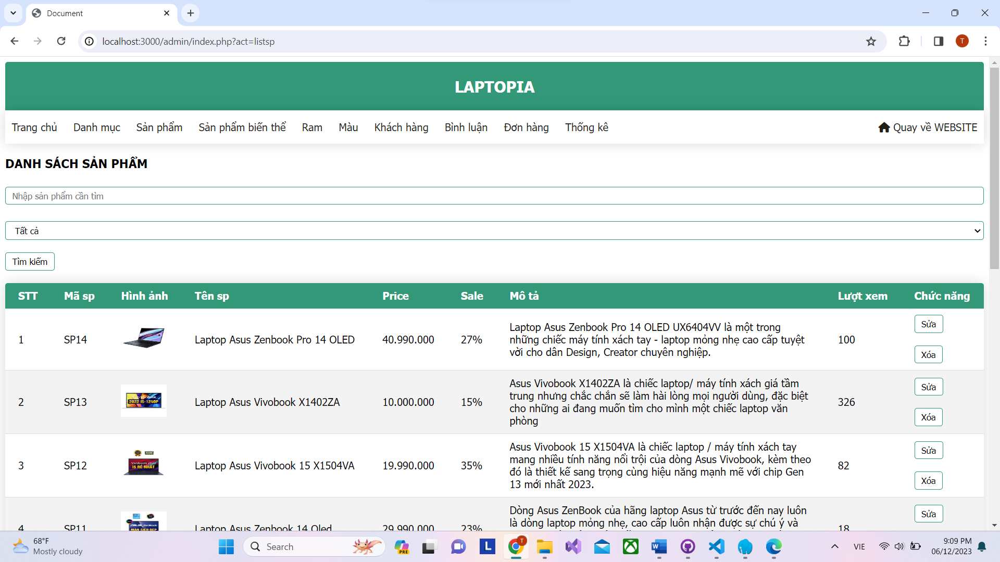 Document
localhost:3000/admin/index.php?act=listsp
T
LAPTOPIA
Trang chủ Danh mục Sản phẩm Sản phẩm biến thể Ram Màu Khách hàng Bình luận Đơn hàng Thống kê Quay về WEBSITE
DANH SÁCH SẢN PHẨM
Nhập sản phẩm cần tìm
Tất cả
Tìm kiếm
STT Mã sp Hình ảnh Tên sp Price Sale Mô tả Lượt xem Chức năng
1 SP14 Laptop Asus Zenbook Pro 14 OLED 40.990.000 27%
Laptop Asus Zenbook Pro 14 OLED UX6404VV là một trong
những chiếc máy tính xách tay - laptop mỏng nhẹ cao cấp tuyệt
vời cho dân Design, Creator chuyên nghiệp.
100
Sửa
Xóa
2 SP13
2022 I5-1240P
Laptop Asus Vivobook X1402ZA 10.000.000 15%
Asus Vivobook X1402ZA là chiếc laptop/ máy tính xách giá tầm
trung nhưng chắc chắn sẽ làm hài lòng mọi người dùng, đặc biệt
cho những ai đang muốn tìm cho mình một chiếc laptop văn
phòng
326
Sửa
Xóa
3 SP12
Vivobook 2023
I5 RẺ NHẤT
Laptop Asus Vivobook 15 X1504VA 19.990.000 35%
Asus Vivobook 15 X1504VA là chiếc laptop / máy tính xách tay
mang nhiều tính năng nổi trội của dòng Asus Vivobook, kèm theo
đó là thiết kế sang trọng cùng hiệu năng mạnh mẽ với chip Gen
13 mới nhất 2023.
82
Sửa
Xóa
4 SP11
MÀN SIÊU ĐẸP
Laptop Asus Zenbook 14 Oled 29.990.000 23%
Dòng Asus ZenBook của hãng laptop Asus từ trước đến nay luôn
là dòng laptop mỏng nhẹ, cao cấp luôn nhận được sự chú ý và
18
Sửa
68°F
Mostly cloudy
Search
PRE
L
T
VIE
9:09 PM
06/12/2023